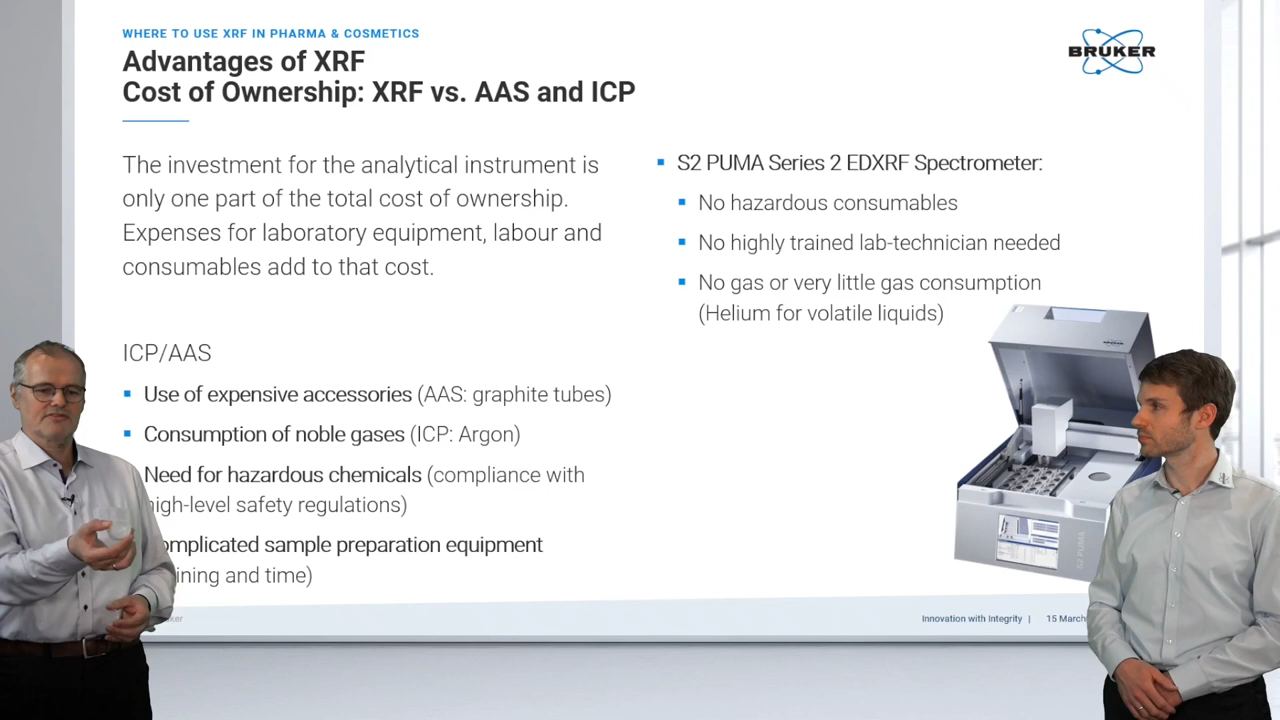 WHERE TO USE XRF IN PHARMA & COSMETICS
Advantages of XRF
Cost of Ownership: XRF vs. AAS and ICP
BRUKER
The investment for the analytical instrument is
only one part of the total cost of ownership.
Expenses for laboratory equipment, labour and
consumables add to that cost.
ICP/AAS
Use of expensive accessories (AAS: graphite tubes)
Consumption of noble gases (ICP: Argon)
Need for hazardous chemicals (compliance with
high-level safety regulations)
omplicated sample preparation equipment
ining and time)
S2 PUMA Series 2 EDXRF Spectrometer:
No hazardous consumables
No highly trained lab-technician needed
No gas or very little gas consumption
(Helium for volatile liquids)
S2 PUMA
Innovation with Integrity | 15 March